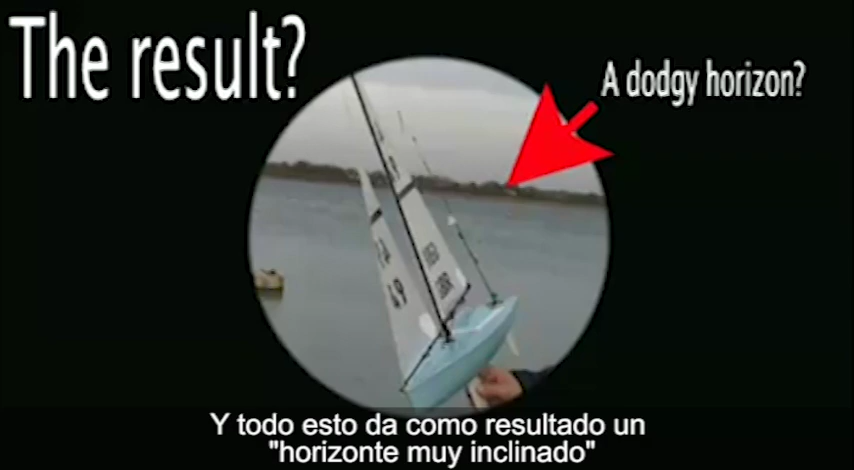 The result?
A dodgy horizon?
Y todo esto da como resultado un
"horizonte muy inclinado"